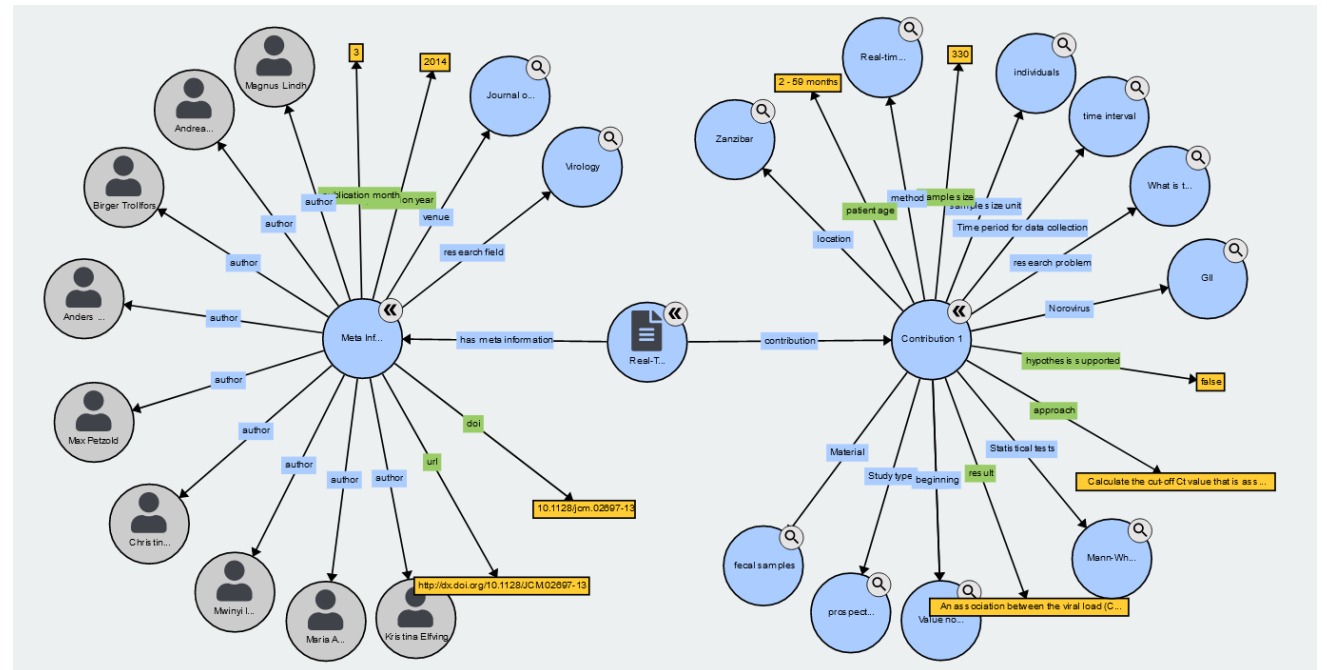 3
2014
Magnus Lindh
Journal o...
Andrea...
Virology
Birger Trollfors
publication month
on year
author
author
venue
author
research field
Anders ...
author
Meta Inf...
has meta information
Real-T...
contribution
Contribution 1
author
Max Petzold
author
doi
author
url
author
author
Christin...
10.1128/jcm.02697-13
Mwinyi I...
Maria A...
http://dx.doi.org/10.1128/JCM.02697-13
Kristina Elfving
Real-tim...
330
individuals
2 - 59 months
time interval
Zanzibar
What is t...
method
sample size
sample size unit
patient age
Time period for data collection
location
research problem
GII
Norovirus
hypothesis supported
false
approach
Statistical tests
Material
Study type
beginning
result
Calculate the cut-off Ct value that is ass...
fecal samples
Mann-Wh...
prospect...
Value no...
An association between the viral load (C...